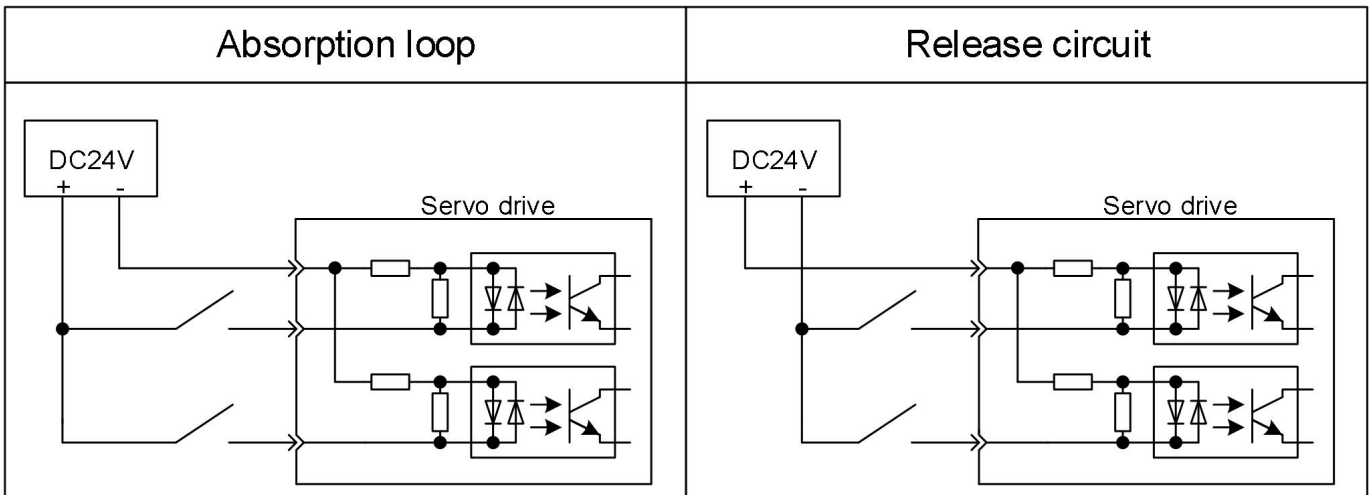 Absorption loop
Release circuit
DC24V
+ -
Servo drive
DC24V
+ -
Servo drive